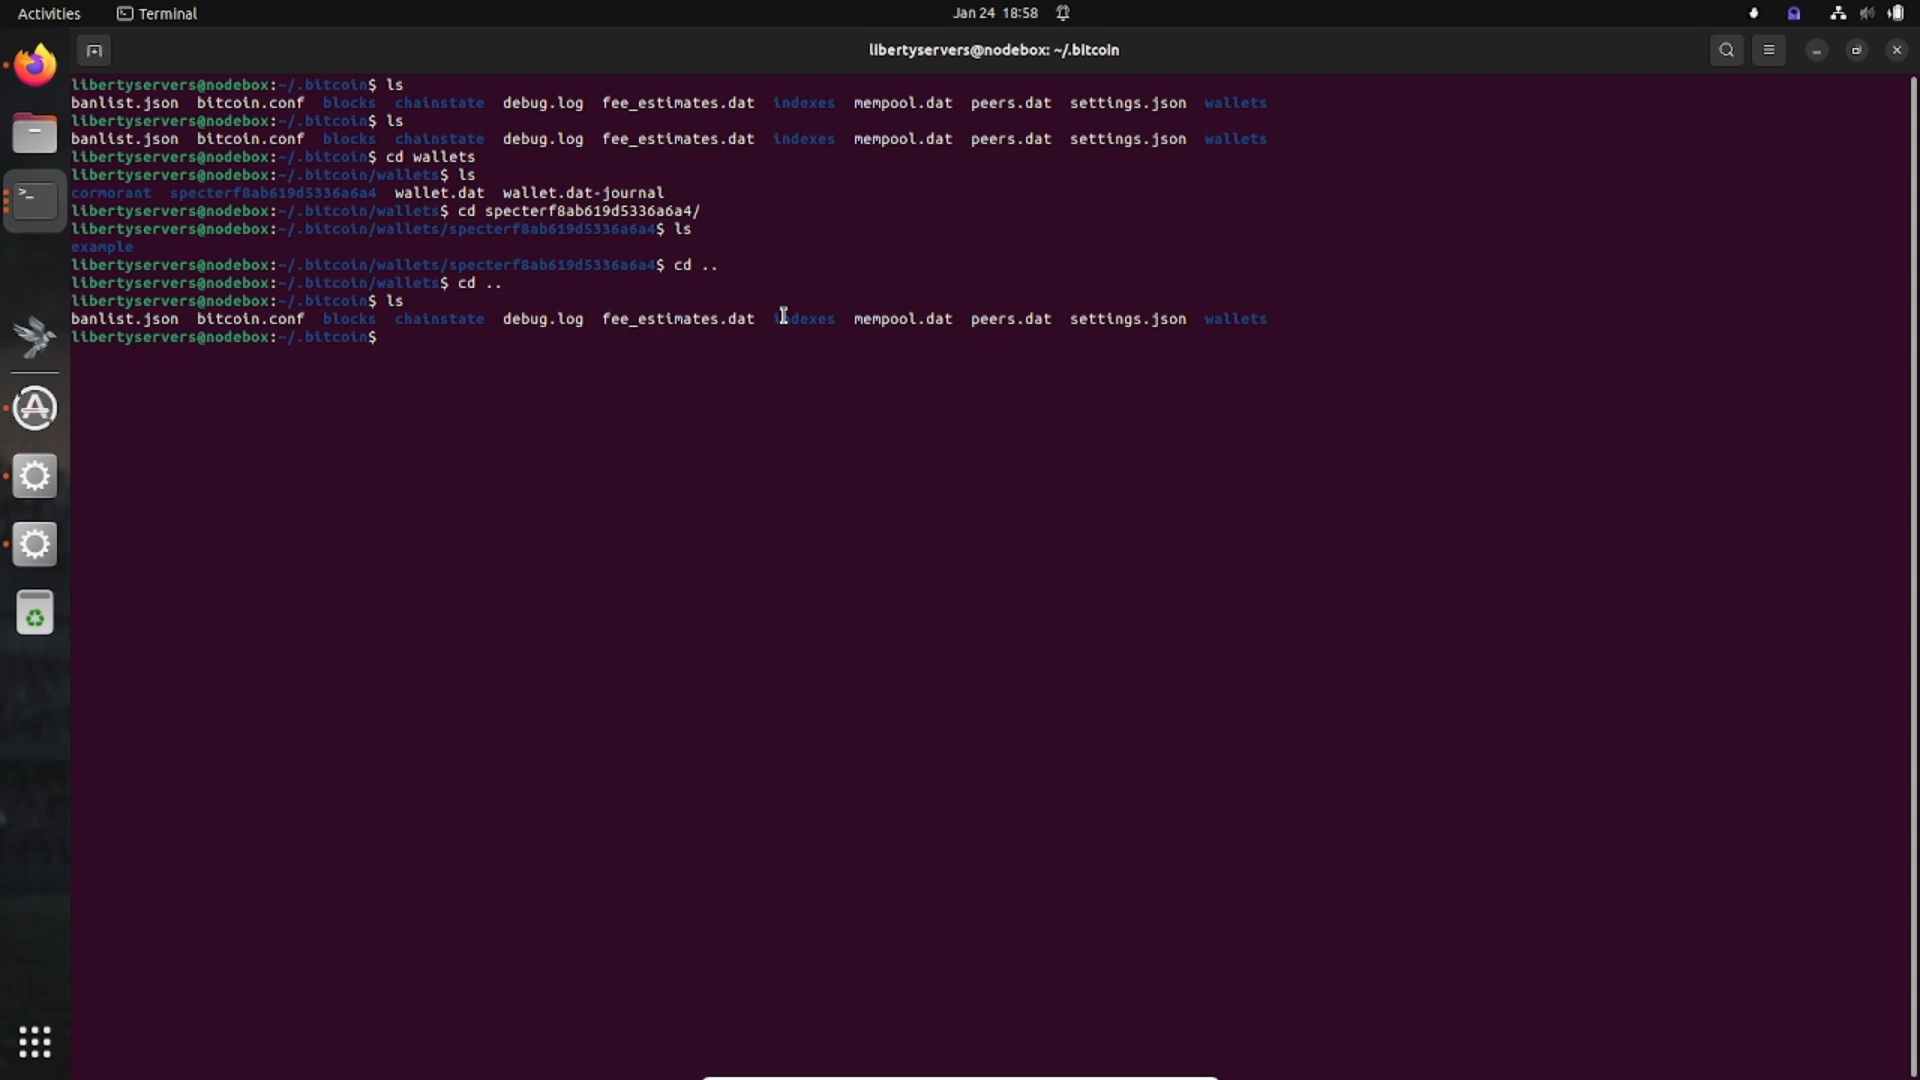 Activities Terminal Jan 24 18:58
libertyservers@nodebox: ~/.bitcoin
libertyservers@nodebox:~/.bitcoin$ ls
banlist.json bitcoin.conf blocks chainstate debug.log fee_estimates.dat indexes mempool.dat peers.dat settings.json wallets
libertyservers@nodebox:~/.bitcoin$ ls
banlist.json bitcoin.conf blocks chainstate debug.log fee_estimates.dat indexes mempool.dat peers.dat settings.json wallets
libertyservers@nodebox:~/.bitcoin$ cd wallets
libertyservers@nodebox:~/.bitcoin/wallets$ ls
cormorant specterf8ab619d5336a6a4 wallet.dat wallet.dat-journal
libertyservers@nodebox:~/.bitcoin/wallets$ cd specterf8ab619d5336a6a4/
libertyservers@nodebox:~/.bitcoin/wallets/specterf8ab619d5336a6a4$ ls
example
libertyservers@nodebox:~/.bitcoin/wallets/specterf8ab619d5336a6a4$ cd ..
libertyservers@nodebox:~/.bitcoin/wallets$ cd ..
libertyservers@nodebox:~/.bitcoin$ ls
banlist.json bitcoin.conf blocks chainstate debug.log fee_estimates.dat indexes mempool.dat peers.dat settings.json wallets
libertyservers@nodebox:~/.bitcoin$